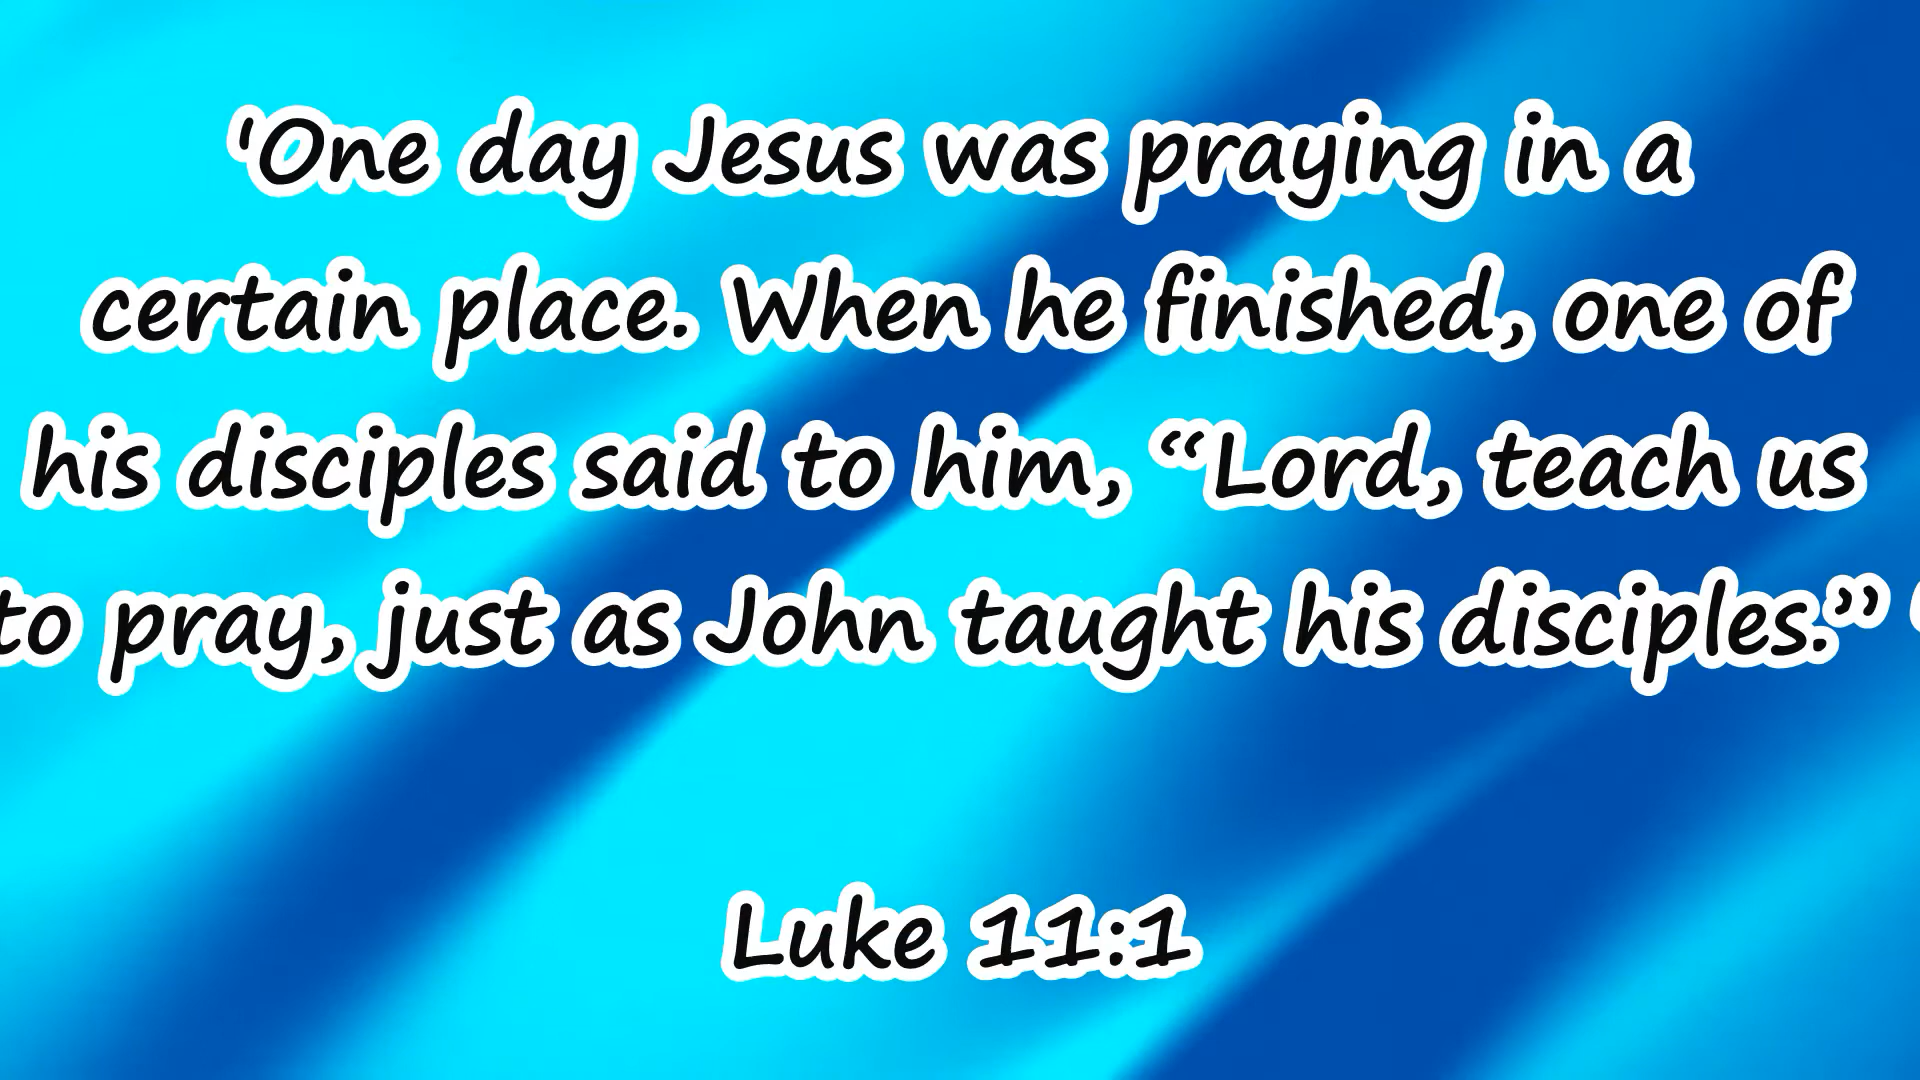 'One day Jesus was praying in a
certain place. When he finished, one of
his disciples said to him, “Lord, teach us
to pray, just as John taught his disciples.”
Luke 11:1